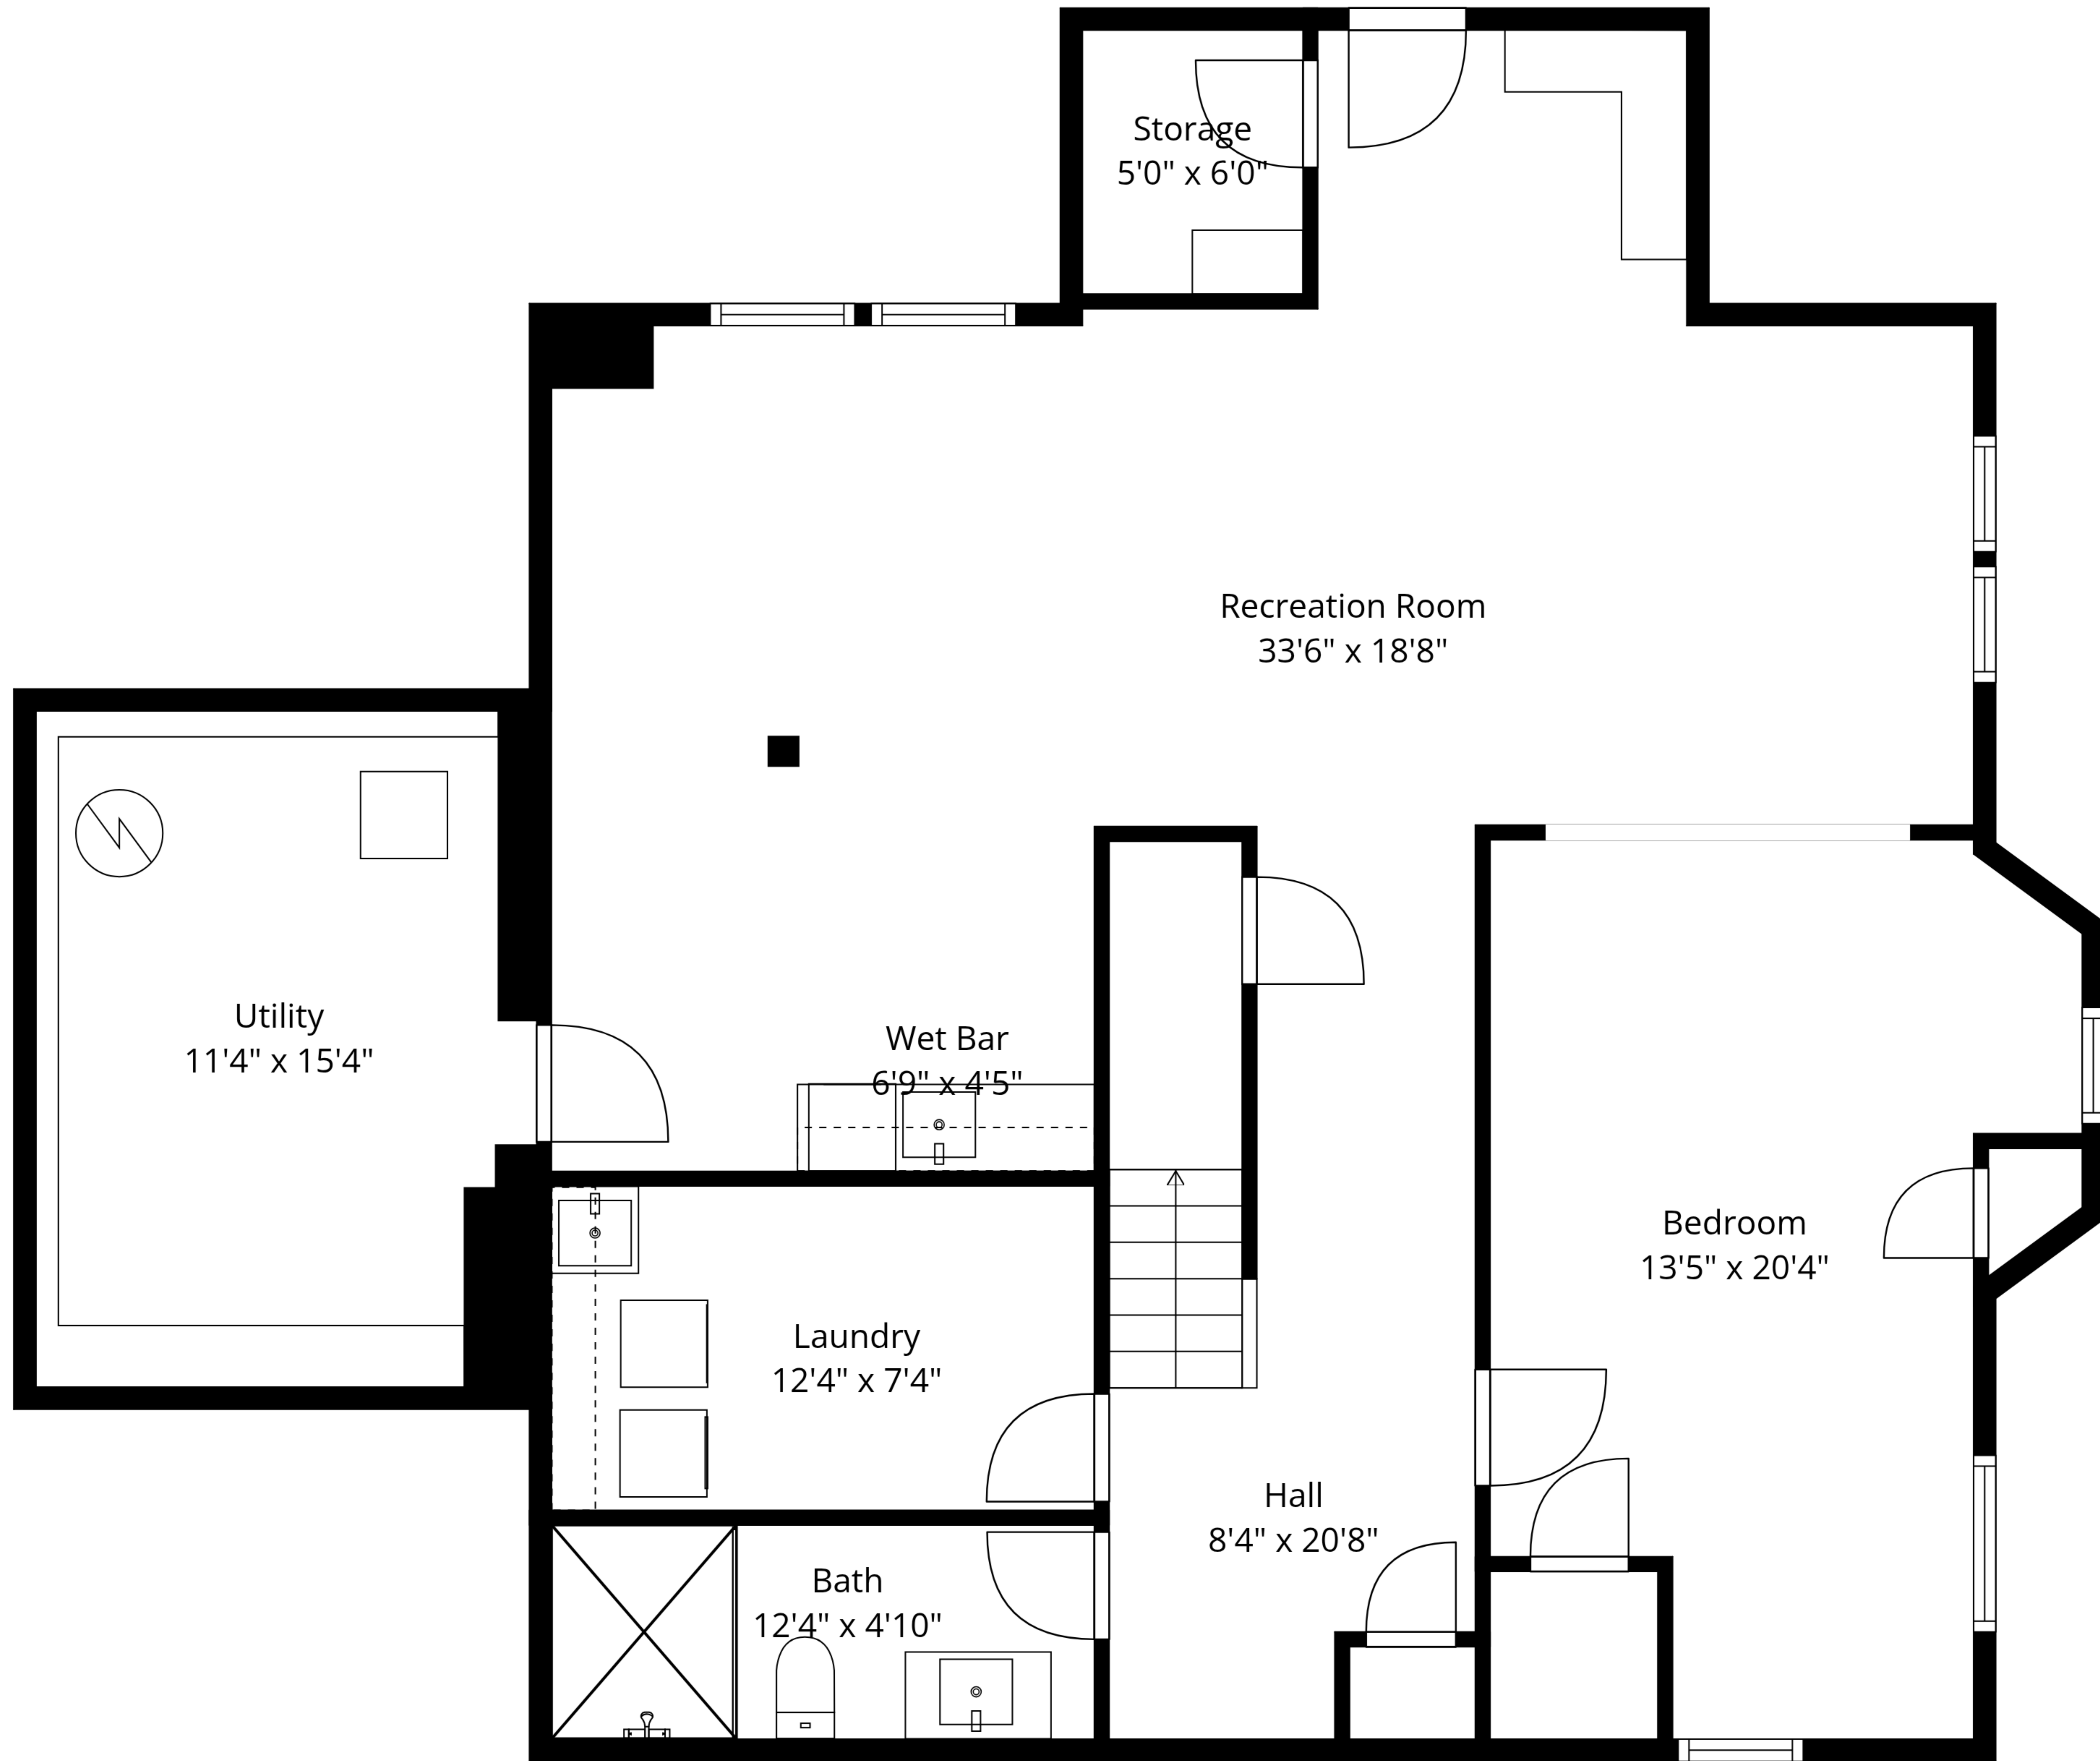 Storage
5'0" x 6'0"
Recreation Room
33'6" x 18'8"
Utility
11'4" x 15'4"
Wet Bar
6'9" x 4'5"
Bedroom
13'5" x 20'4"
Laundry
12'4" x 7'4"
Hall
8'4" x 20'8"
Bath
12'4" x 4'10"